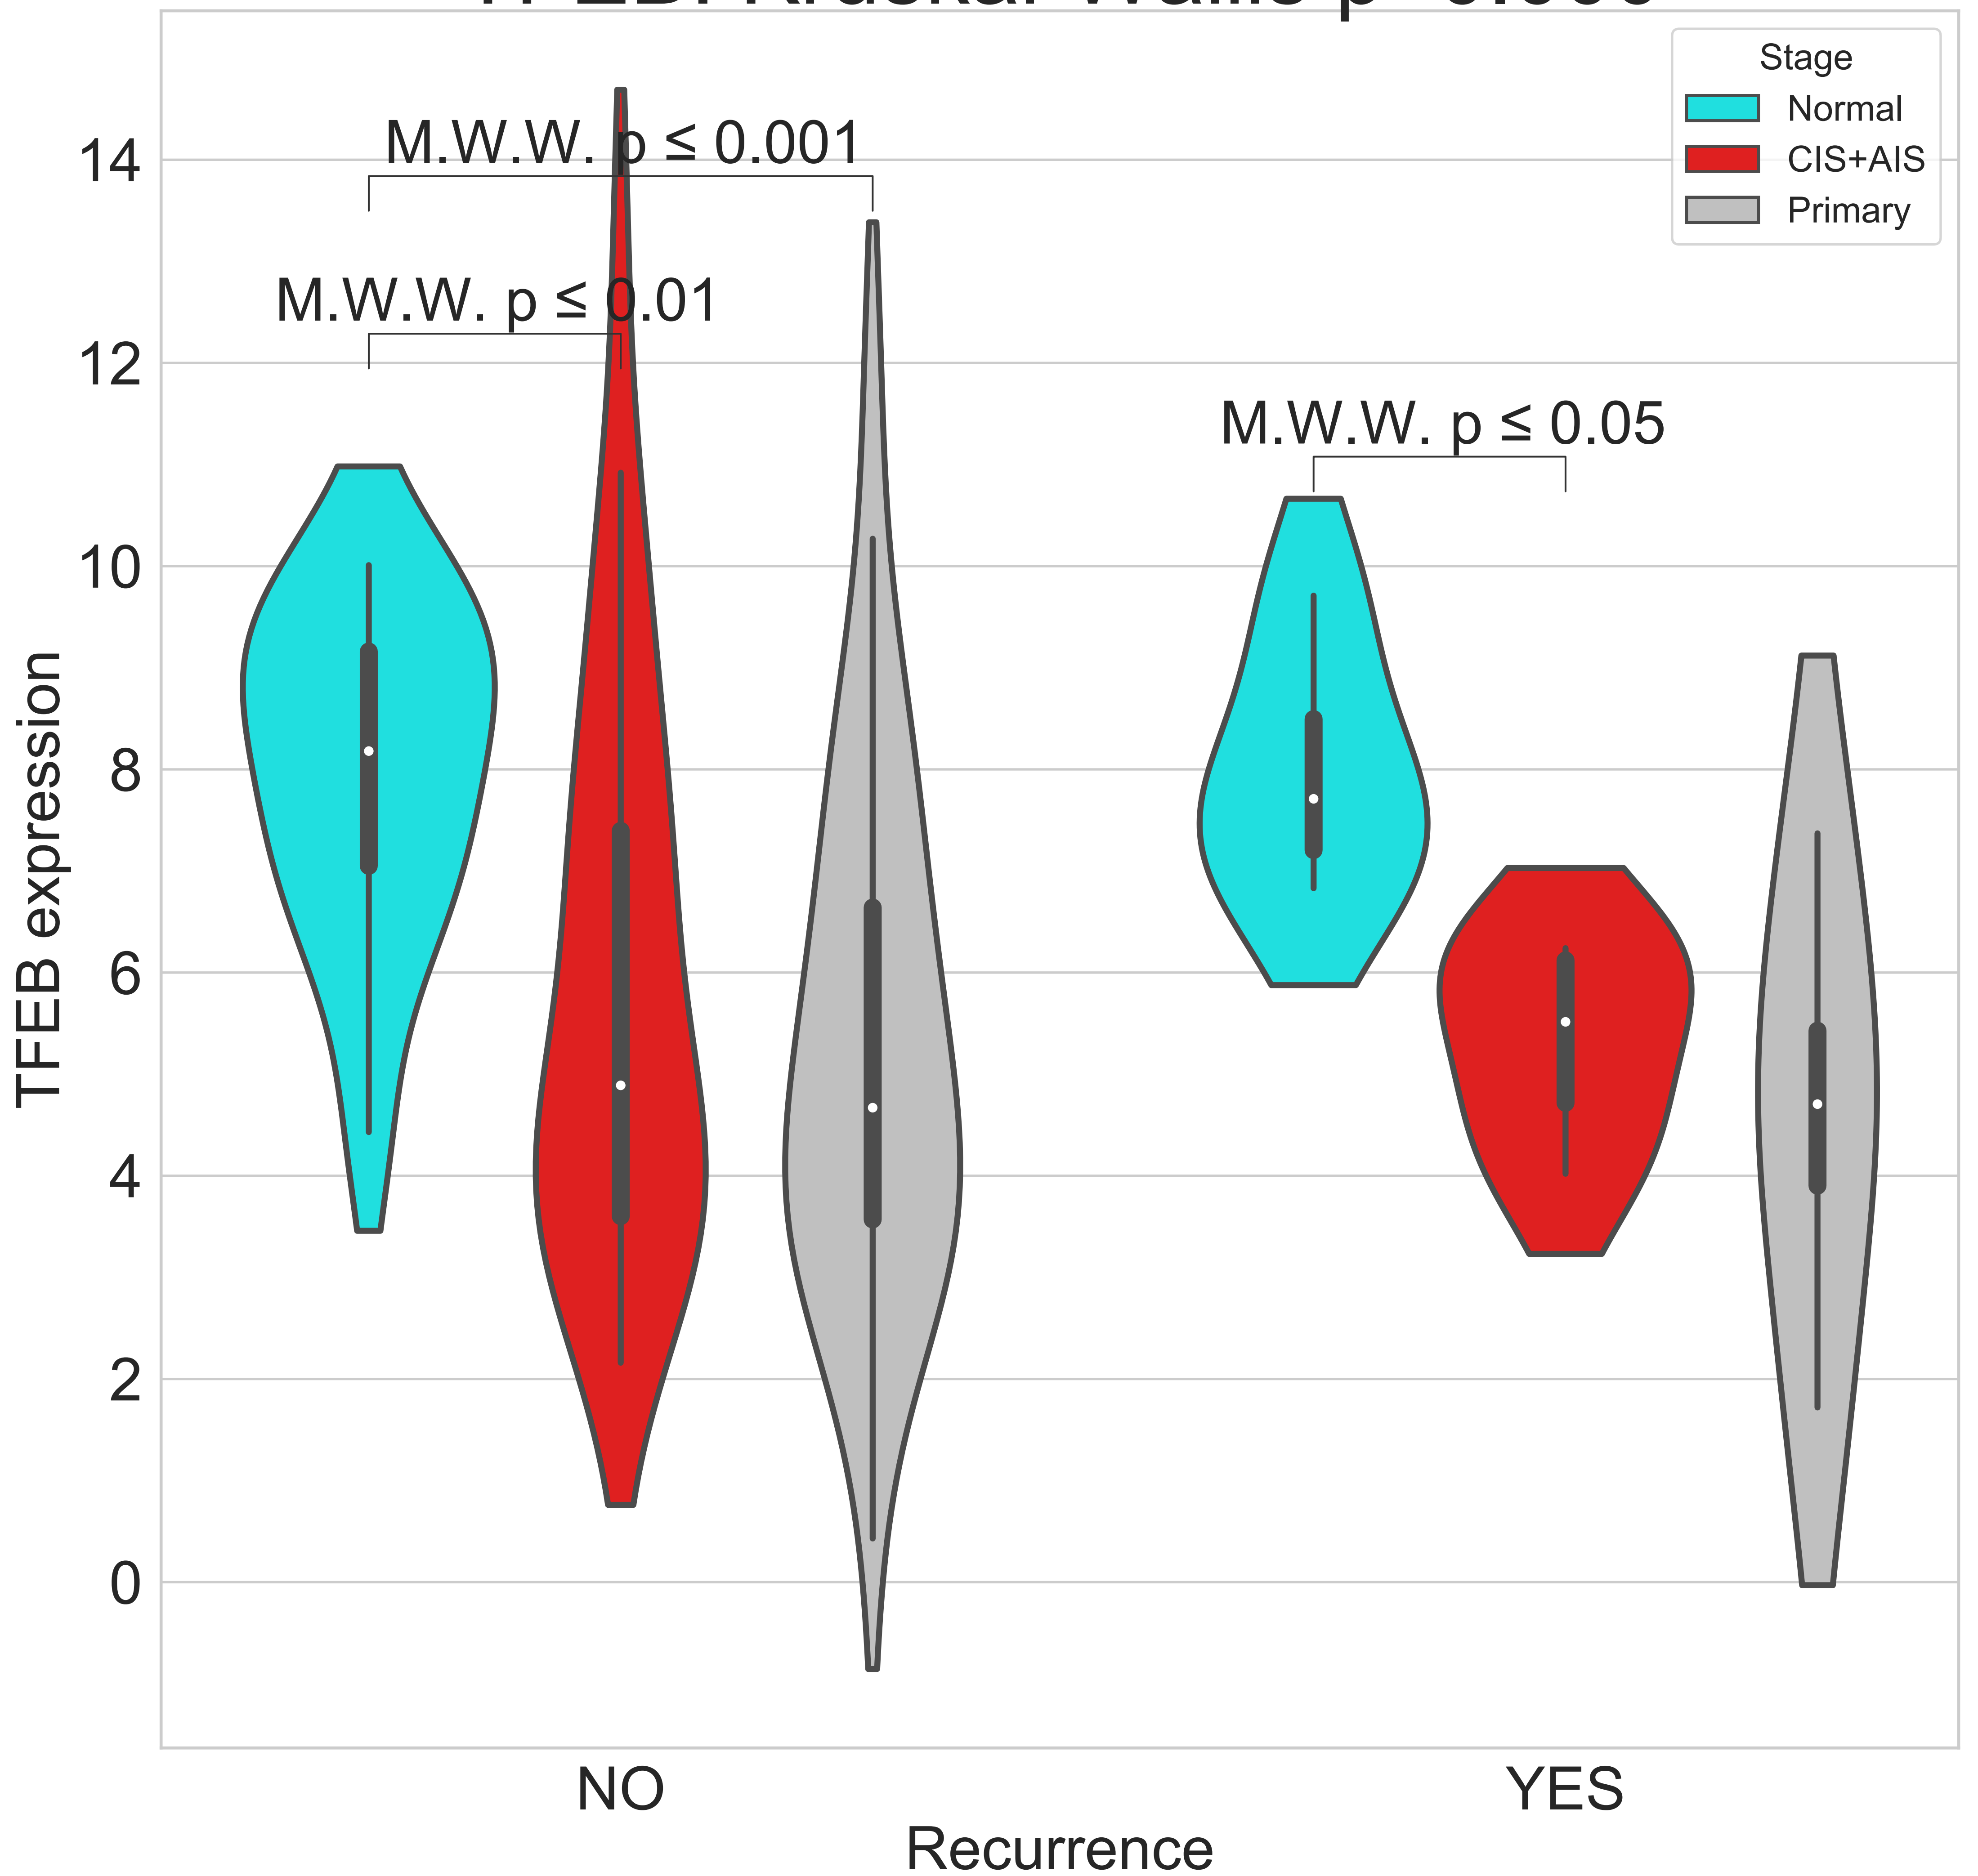 Stage
Normal
CIS+AIS
Primary
M.W.W. p ≤ 0.001
M.W.W. p ≤ 0.01
M.W.W. p ≤ 0.05
14
12
10
8
6
4
2
0
TFEB expression
NO
YES
Recurrence